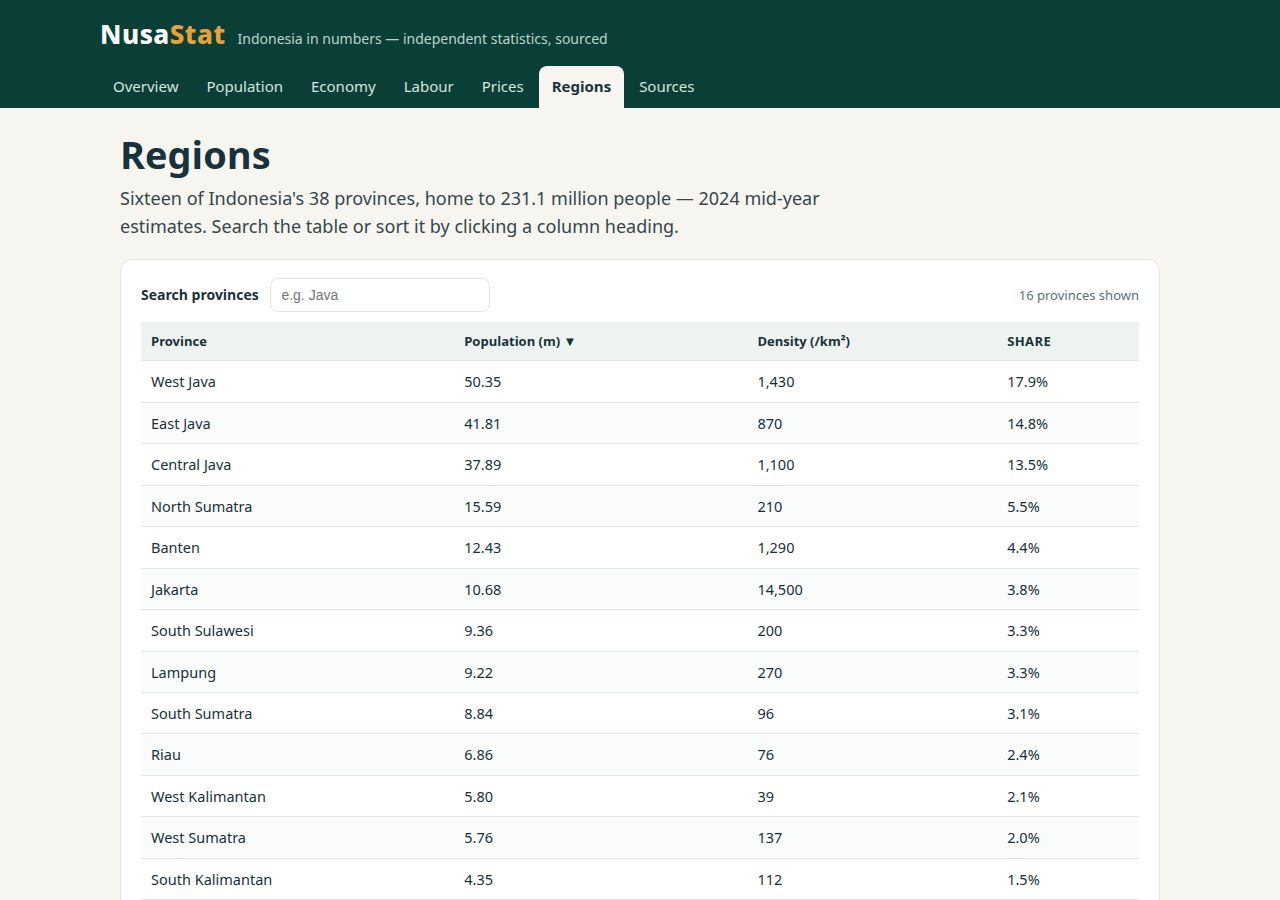 NusaStat Indonesia in numbers — independent statistics, sourced
Overview Population Economy Labour Prices Regions Sources
Regions
Sixteen of Indonesia's 38 provinces, home to 231.1 million people — 2024 mid-year
estimates. Search the table or sort it by clicking a column heading.
Search provinces e.g. Java 16 provinces shown
Province Population (m) ▼ Density (/km²) SHARE
West Java 50.35 1,430 17.9%
East Java 41.81 870 14.8%
Central Java 37.89 1,100 13.5%
North Sumatra 15.59 210 5.5%
Banten 12.43 1,290 4.4%
Jakarta 10.68 14,500 3.8%
South Sulawesi 9.36 200 3.3%
Lampung 9.22 270 3.3%
South Sumatra 8.84 96 3.1%
Riau 6.86 76 2.4%
West Kalimantan 5.80 39 2.1%
West Sumatra 5.76 137 2.0%
South Kalimantan 4.35 112 1.5%